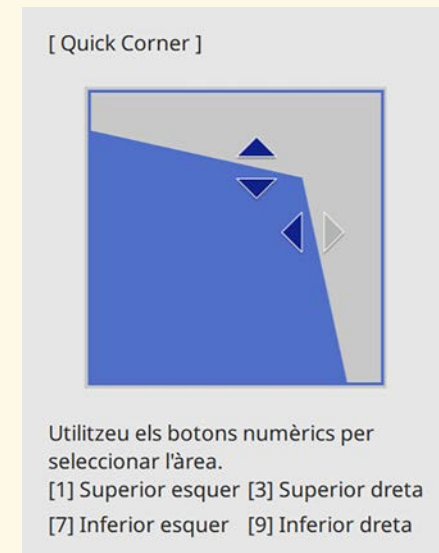 [ Quick Corner ]
Utilitzeu els botons numèrics per
seleccionar l'àrea.
[1] Superior esquer [3] Superior dreta
[7] Inferior esquer [9] Inferior dreta